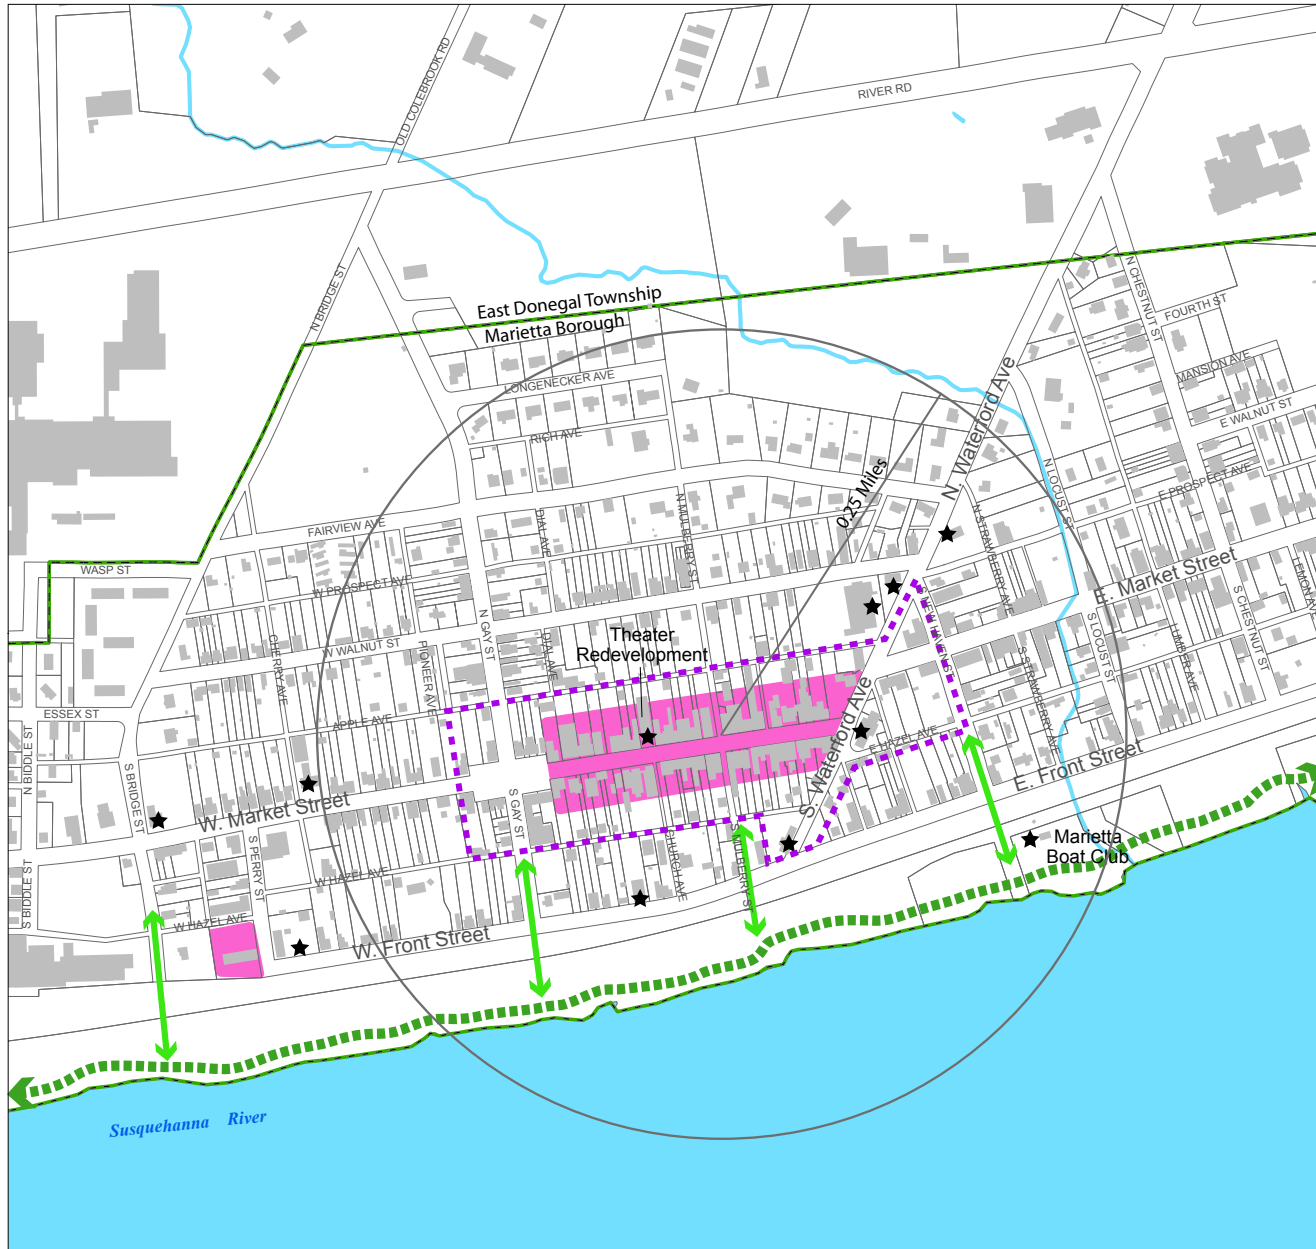 OLD COLEBROOK RD
RIVER RD
N BRIDGE ST
N CHESTNUT ST
East Donegal Township
Marietta Borough
FOURTH ST
MANSION AVE
LONGENECKER AVE
N. Waterford Ave
E WALNUT ST
RICH AVE
0.25 Miles
N LOCUST ST
E PROSPECT AVE
FAIRVIEW AVE
DIAL AVE
N MULBERRY ST
N STRAWBERRY AVE
WASP ST
W PROSPECT AVE
E. Market Street
S NEW HAVEN ST
S CHESTNUT ST
N GAY ST
DIAL AVE
Theater
Redevelopment
CHERRY AVE
W WALNUT ST
PIONEER AVE
S LOCUST ST
LUMBER AVE
S STRAWBERRY AVE
ESSEX ST
APPLE AVE
N BIDDLE ST
S. Waterford Ave
E HAZEL AVE
E. Front Street
S BRIDGE ST
W. Market Street
S GAY ST
S PERRY ST
CHURCH AVE
S MULBERRY ST
Marietta
Boat Club
S BIDDLE ST
W HAZEL AVE
W HAZEL AVE
W. Front Street
Susquehanna River